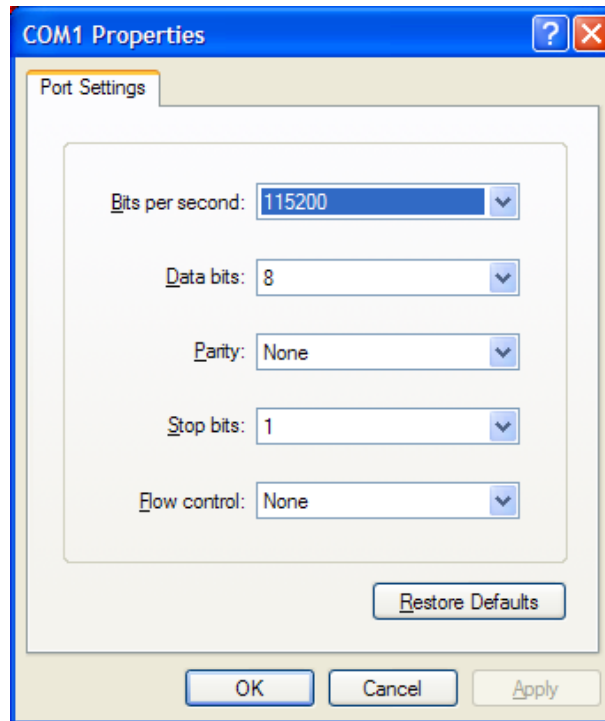 COM1 Properties
Port Settings
Bits per second: 115200
Data bits: 8
Parity: None
Stop bits: 1
Flow control: None
Restore Defaults
OK Cancel Apply